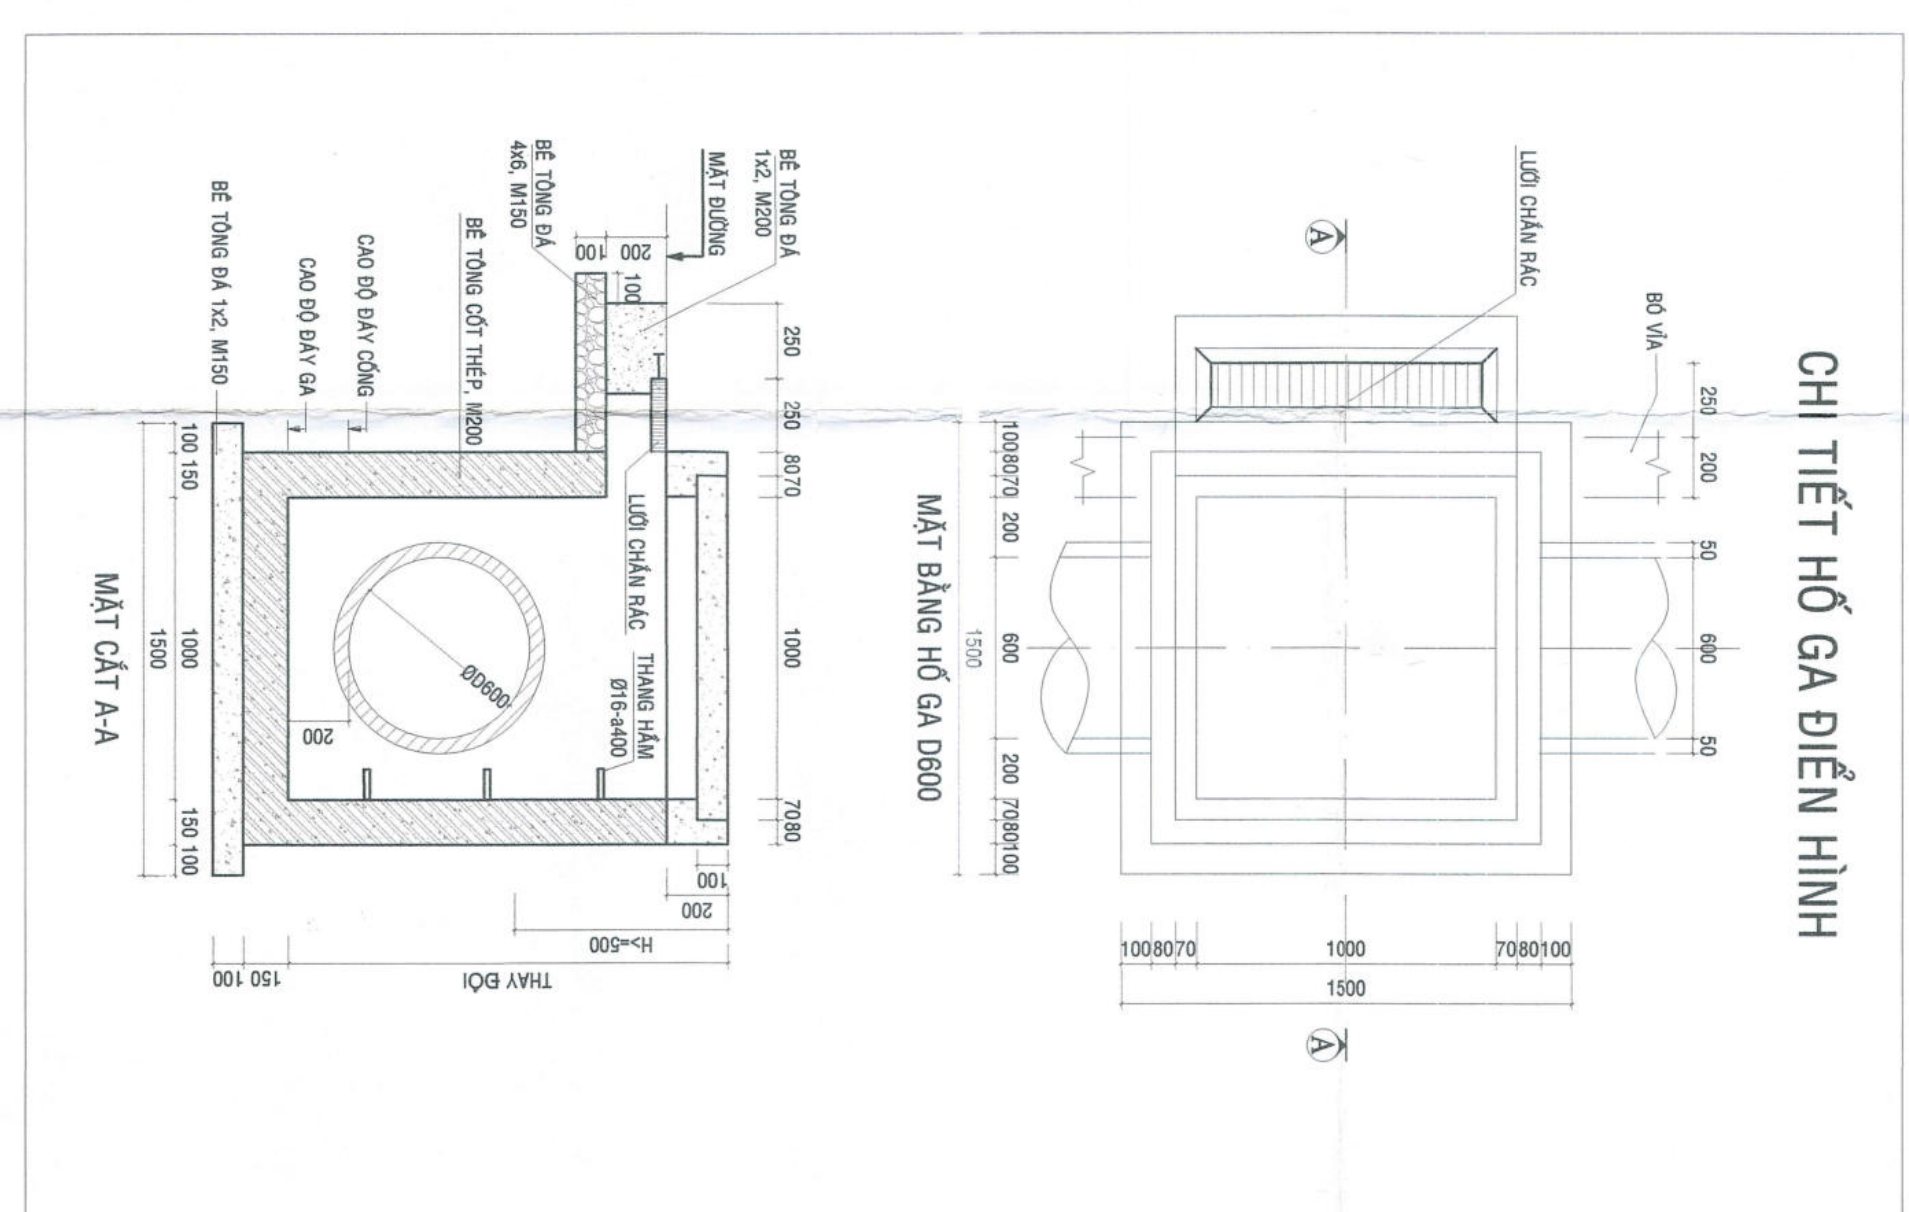 CHI TIẾT HỐ GA ĐIỂN HÌNH
BÊ TÔNG ĐÁ
1x2, M200
MẶT ĐƯỜNG
BÊ TÔNG ĐÁ
4x6, M150
BÊ TÔNG CỐT THÉP, M200
CAO ĐỘ ĐÁY CỐNG
CAO ĐỘ ĐÁY GA
BÊ TÔNG ĐÁ 1x2, M150
250
250
80
70
1000
70
80
100
200
100
LƯỚI CHẮN RÁC
THANG HẦM
Ø16-a400
ØD600
200
100
200
H>=500
THAY ĐỔI
150
100
100
150
1000
150
100
1500
MẶT CẮT A-A
LƯỚI CHẮN RÁC
BÓ VỈA
A
250
200
50
600
50
100
80
70
200
600
200
70
80
100
1500
100
80
70
1000
70
80
100
1500
A
MẶT BẰNG HỐ GA D600